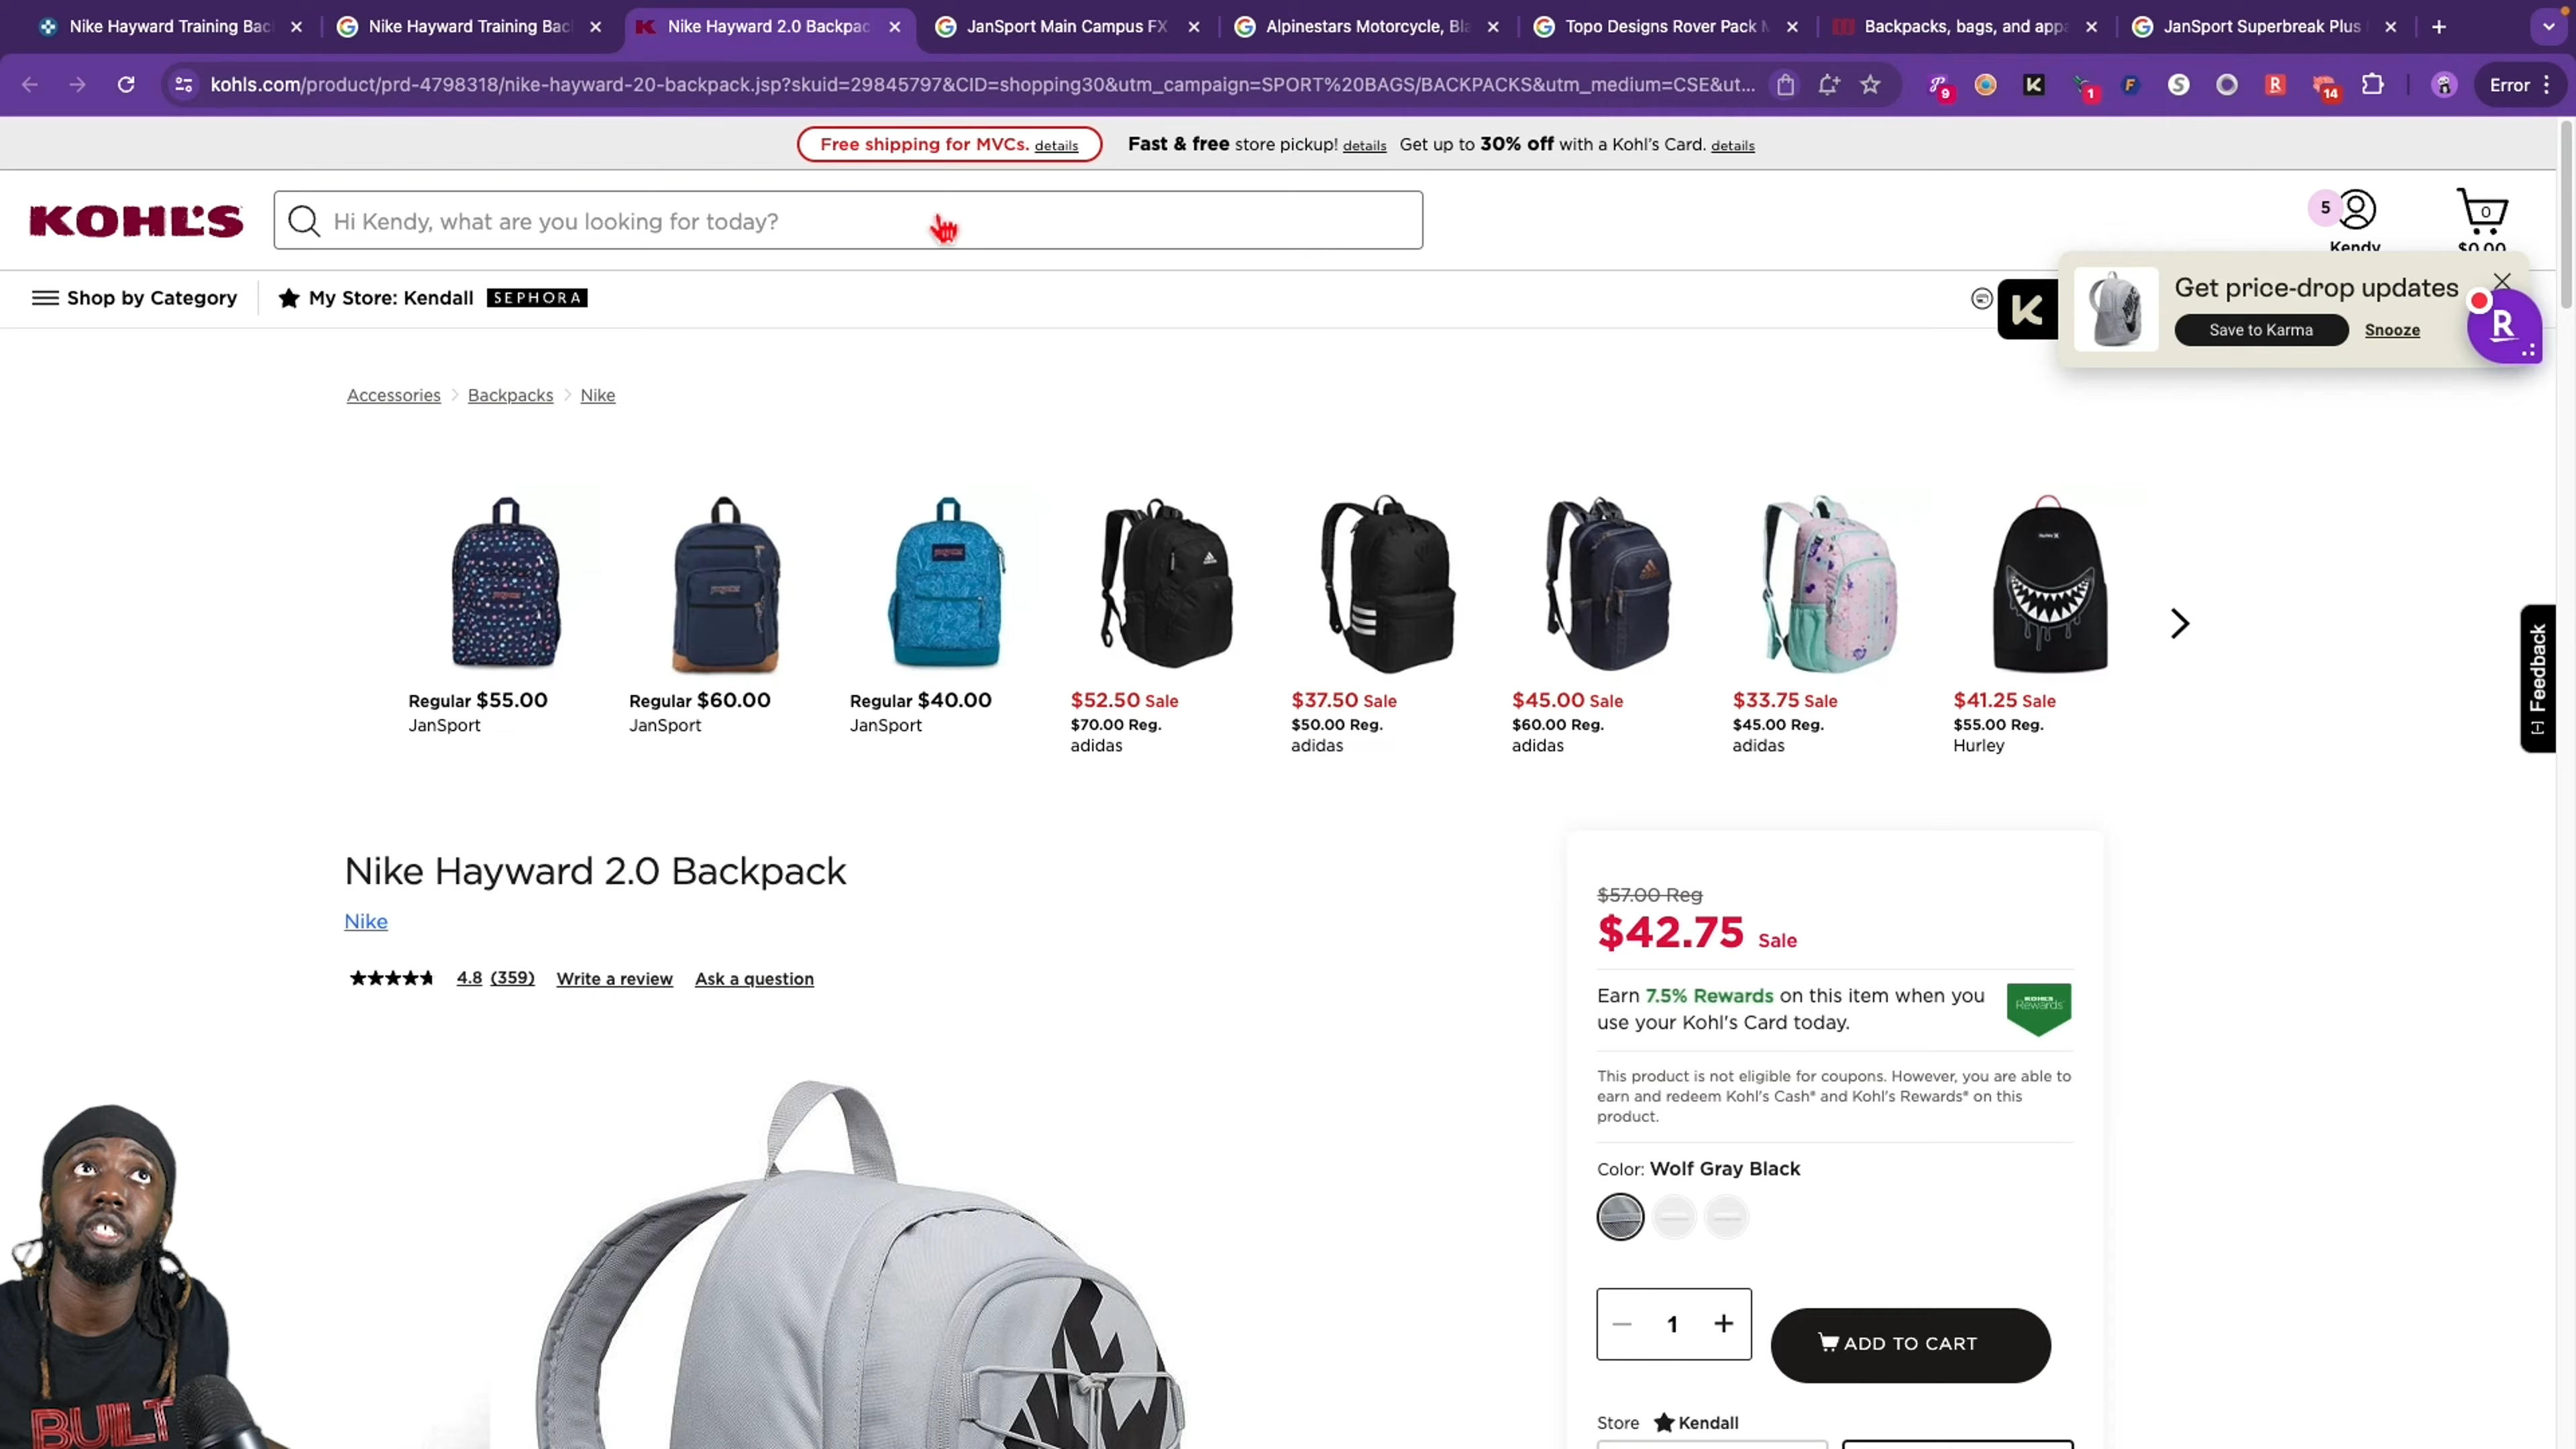 Nike Hayward Training Bac
Nike Hayward Training Bac
Nike Hayward 2.0 Backpac
JanSport Main Campus FX
Alpinestars Motorcycle, Bla
Topo Designs Rover Pack M
Backpacks, bags, and appa
JanSport Superbreak Plus
kohls.com/product/prd-4798318/nike-hayward-20-backpack.jsp?skuid=29845797&CID=shopping30&utm_campaign=SPORT%20BAGS/BACKPACKS&utm_medium=CSE&ut...
9
1
14
Error
Free shipping for MVCs. details
Fast & free store pickup! details Get up to 30% off with a Kohl's Card. details
KOHL'S
Hi Kendy, what are you looking for today?
5
Kendy
0
$0.00
Shop by Category
My Store: Kendall
SEPHORA
Get price-drop updates
Save to Karma
Snooze
R
Accessories
Backpacks
Nike
Regular $55.00
JanSport
Regular $60.00
JanSport
Regular $40.00
JanSport
$52.50 Sale
$70.00 Reg.
adidas
$37.50 Sale
$50.00 Reg.
adidas
$45.00 Sale
$60.00 Reg.
adidas
$33.75 Sale
$45.00 Reg.
adidas
$41.25 Sale
$55.00 Reg.
Hurley
[-] Feedback
Nike Hayward 2.0 Backpack
Nike
4.8 (359)
Write a review
Ask a question
$57.00 Reg
$42.75 Sale
Earn 7.5% Rewards on this item when you
use your Kohl's Card today.
KOHL'S
Rewards
This product is not eligible for coupons. However, you are able to
earn and redeem Kohl's Cash® and Kohl's Rewards® on this
product.
Color: Wolf Gray Black
1
ADD TO CART
Store
Kendall
BUILT